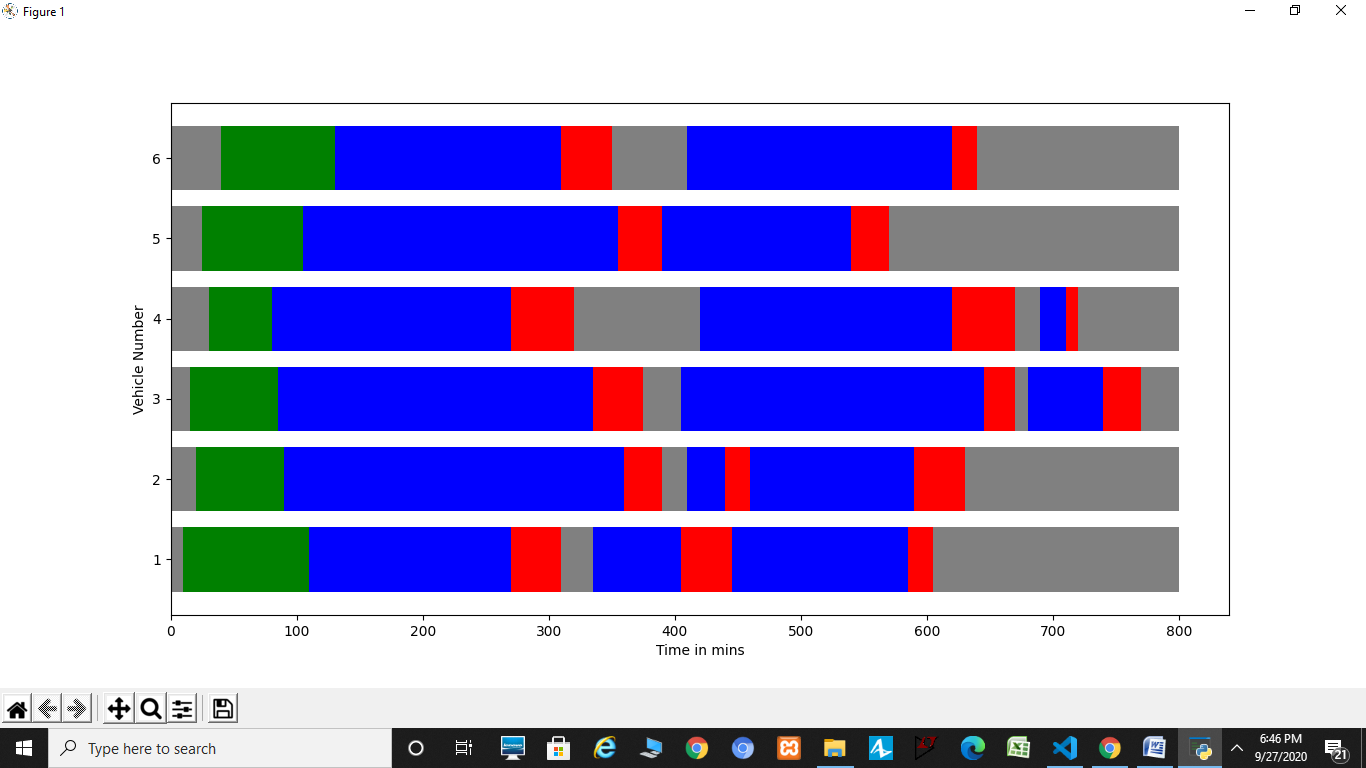 Figure 1
6
5
4
3
2
1
Vehicle Number
0 100 200 300 400 500 600 700 800
Time in mins
Type here to search
6:46 PM
9/27/2020
21